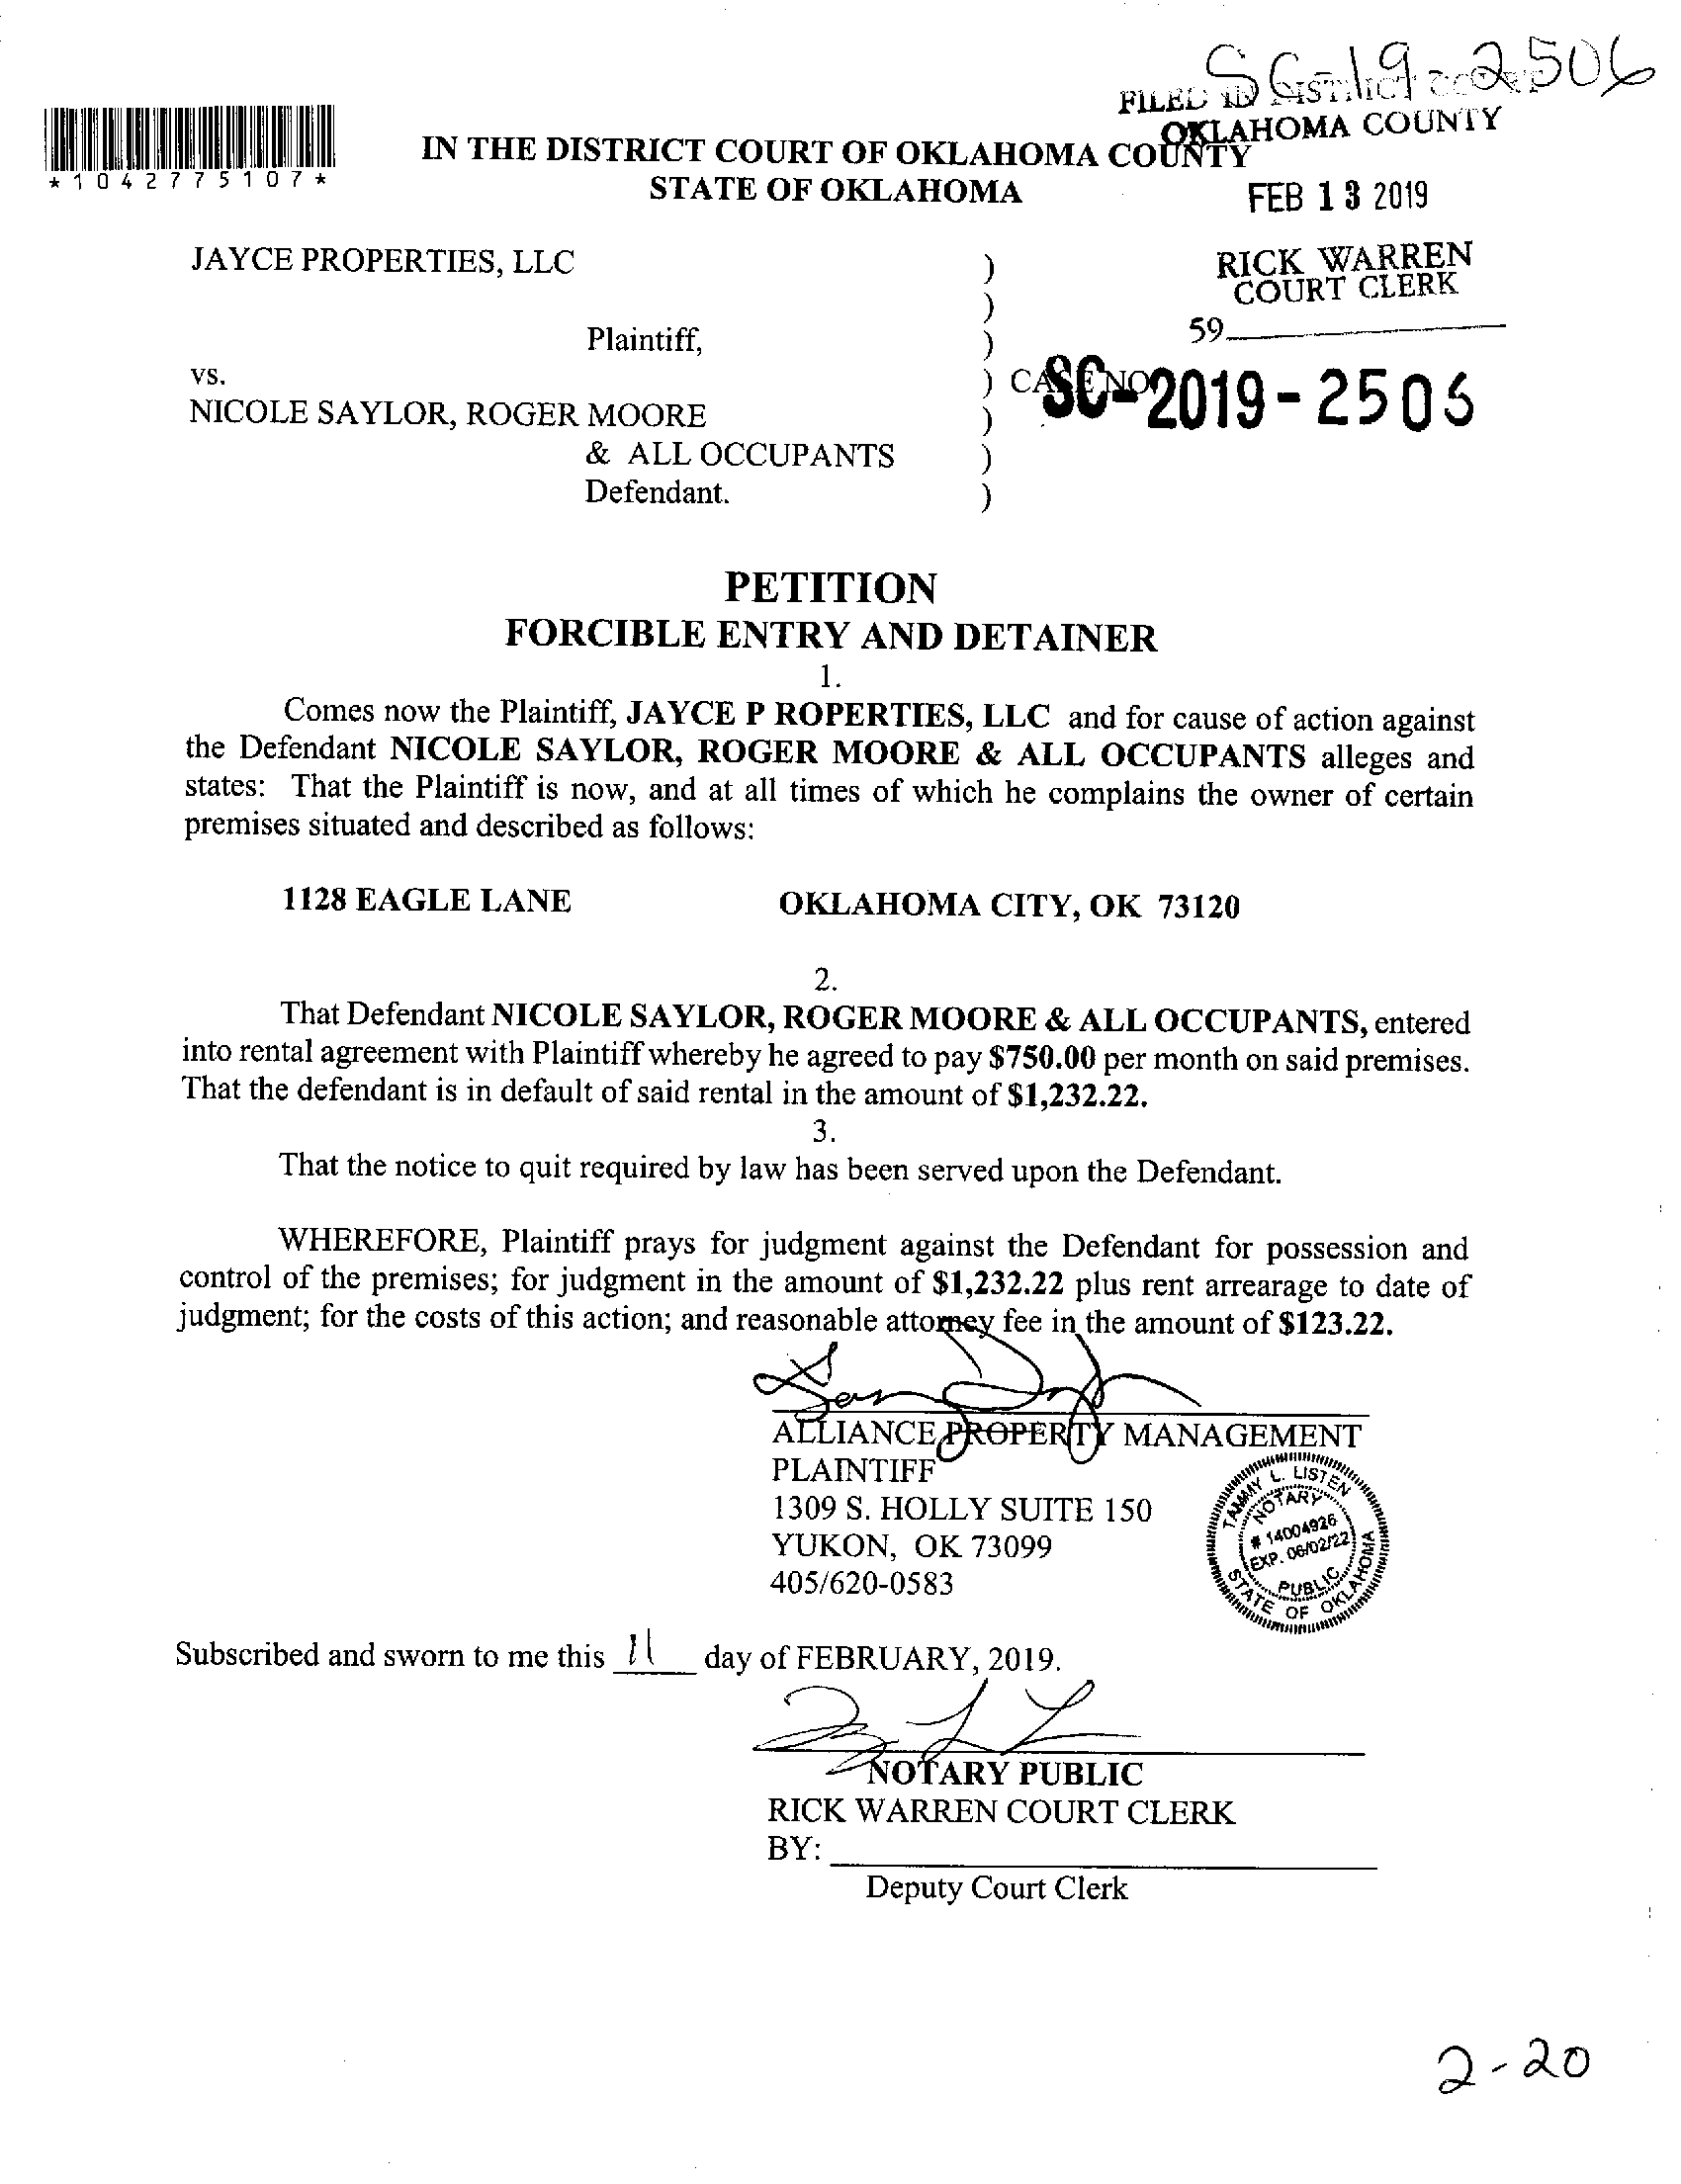 SC-19-2506
FILED IN DISTRICT COURT
OKLAHOMA COUNTY
*1042775107*
IN THE DISTRICT COURT OF OKLAHOMA COUNTY
STATE OF OKLAHOMA
FEB 13 2019
JAYCE PROPERTIES, LLC )
RICK WARREN
COURT CLERK
)
59
Plaintiff, )
vs. ) CASE NO
SC-2019-2506
NICOLE SAYLOR, ROGER MOORE )
& ALL OCCUPANTS )
Defendant. )
PETITION
FORCIBLE ENTRY AND DETAINER
1.
Comes now the Plaintiff, JAYCE P ROPERTIES, LLC and for cause of action against
the Defendant NICOLE SAYLOR, ROGER MOORE & ALL OCCUPANTS alleges and
states: That the Plaintiff is now, and at all times of which he complains the owner of certain
premises situated and described as follows:
1128 EAGLE LANE OKLAHOMA CITY, OK 73120
2.
That Defendant NICOLE SAYLOR, ROGER MOORE & ALL OCCUPANTS, entered
into rental agreement with Plaintiff whereby he agreed to pay $750.00 per month on said premises.
That the defendant is in default of said rental in the amount of $1,232.22.
3.
That the notice to quit required by law has been served upon the Defendant.
WHEREFORE, Plaintiff prays for judgment against the Defendant for possession and
control of the premises; for judgment in the amount of $1,232.22 plus rent arrearage to date of
judgment; for the costs of this action; and reasonable attorney fee in the amount of $123.22.
ALLIANCE PROPERTY MANAGEMENT
PLAINTIFF
1309 S. HOLLY SUITE 150
YUKON, OK 73099
405/620-0583
TAMMY L. LISTEN
NOTARY
# 14004926
EXP. 06/02/22
PUBLIC
STATE OF OKLAHOMA
Subscribed and sworn to me this 11 day of FEBRUARY, 2019.
NOTARY PUBLIC
RICK WARREN COURT CLERK
BY:
Deputy Court Clerk
2-20